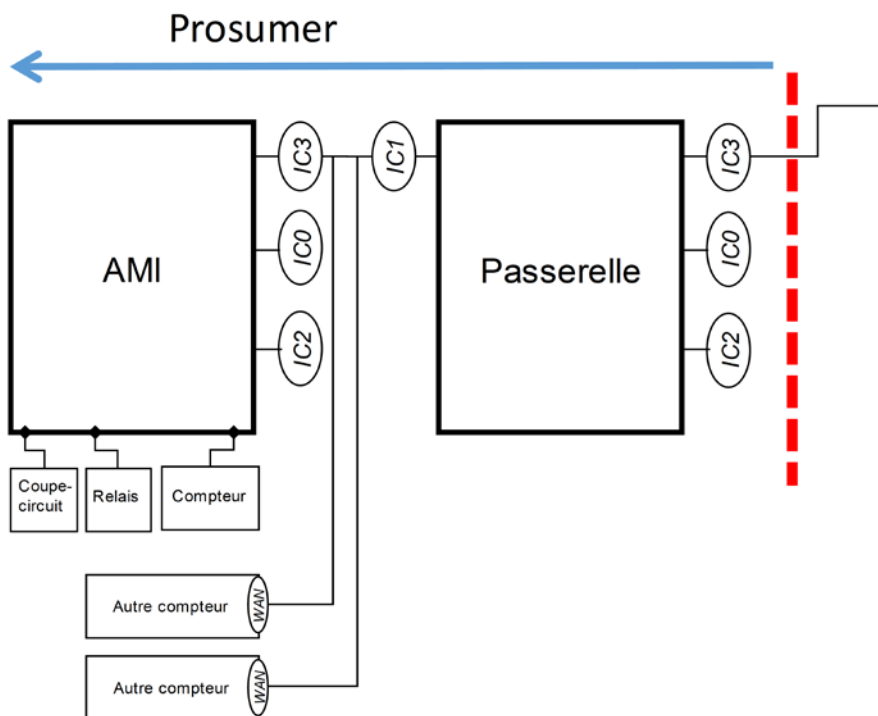 Prosumer
AMI
IC3
IC0
IC2
IC1
Passerelle
IC3
IC0
IC2
Coupe-
circuit
Relais
Compteur
Autre compteur
WAN
Autre compteur
WAN